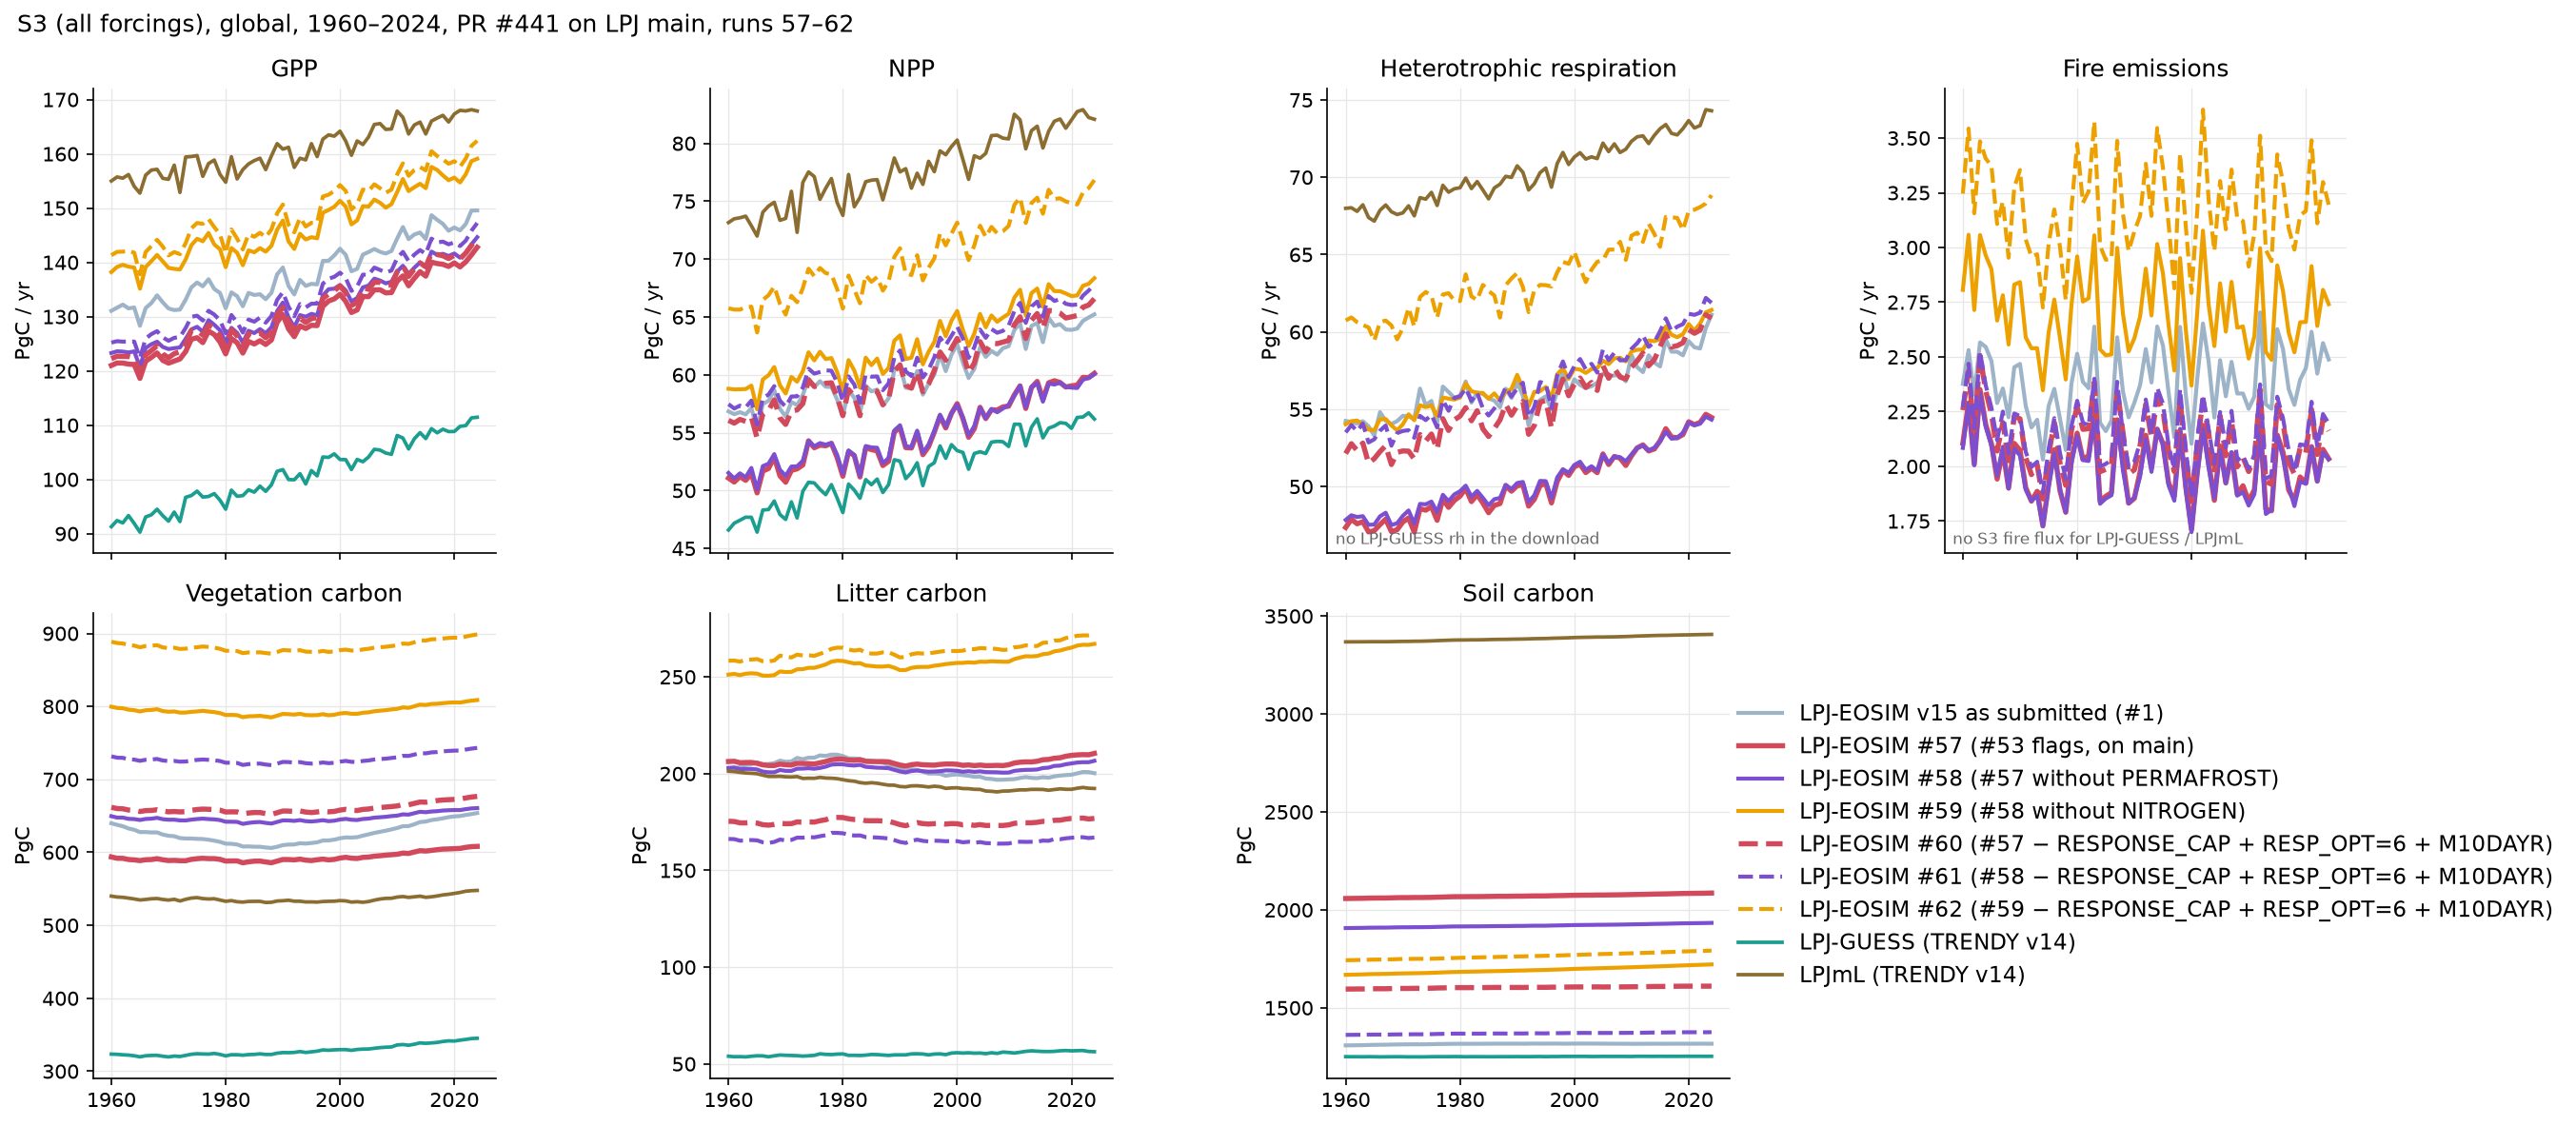 S3 (all forcings), global, 1960–2024, PR #441 on LPJ main, runs 57–62
GPP
NPP
Heterotrophic respiration
Fire emissions
PgC / yr
170
160
150
140
130
120
110
100
90
PgC / yr
80
75
70
65
60
55
50
45
PgC / yr
75
70
65
60
55
50
no LPJ-GUESS rh in the download
PgC / yr
3.50
3.25
3.00
2.75
2.50
2.25
2.00
1.75
no S3 fire flux for LPJ-GUESS / LPJmL
Vegetation carbon
Litter carbon
Soil carbon
PgC
900
800
700
600
500
400
300
1960
1980
2000
2020
PgC
250
200
150
100
50
1960
1980
2000
2020
PgC
3500
3000
2500
2000
1500
1960
1980
2000
2020
LPJ-EOSIM v15 as submitted (#1)
LPJ-EOSIM #57 (#53 flags, on main)
LPJ-EOSIM #58 (#57 without PERMAFROST)
LPJ-EOSIM #59 (#58 without NITROGEN)
LPJ-EOSIM #60 (#57 − RESPONSE_CAP + RESP_OPT=6 + M10DAYR)
LPJ-EOSIM #61 (#58 − RESPONSE_CAP + RESP_OPT=6 + M10DAYR)
LPJ-EOSIM #62 (#59 − RESPONSE_CAP + RESP_OPT=6 + M10DAYR)
LPJ-GUESS (TRENDY v14)
LPJmL (TRENDY v14)